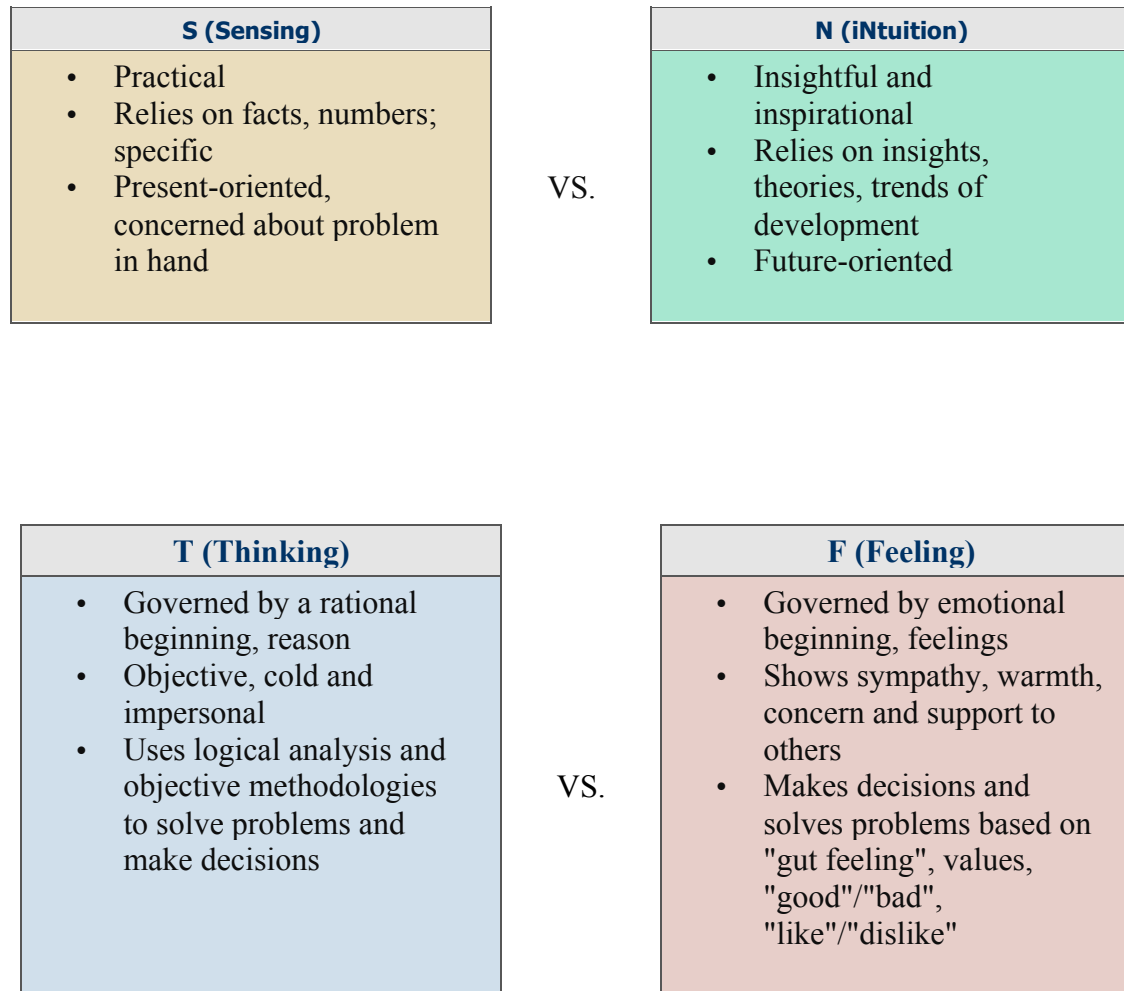 S (Sensing)
• Practical
• Relies on facts, numbers;
specific
• Present-oriented,
concerned about problem
in hand
VS.
N (iNtuition)
• Insightful and
inspirational
• Relies on insights,
theories, trends of
development
• Future-oriented
T (Thinking)
• Governed by a rational
beginning, reason
• Objective, cold and
impersonal
• Uses logical analysis and
objective methodologies
to solve problems and
make decisions
VS.
F (Feeling)
• Governed by emotional
beginning, feelings
• Shows sympathy, warmth,
concern and support to
others
• Makes decisions and
solves problems based on
"gut feeling", values,
"good"/"bad",
"like"/"dislike"